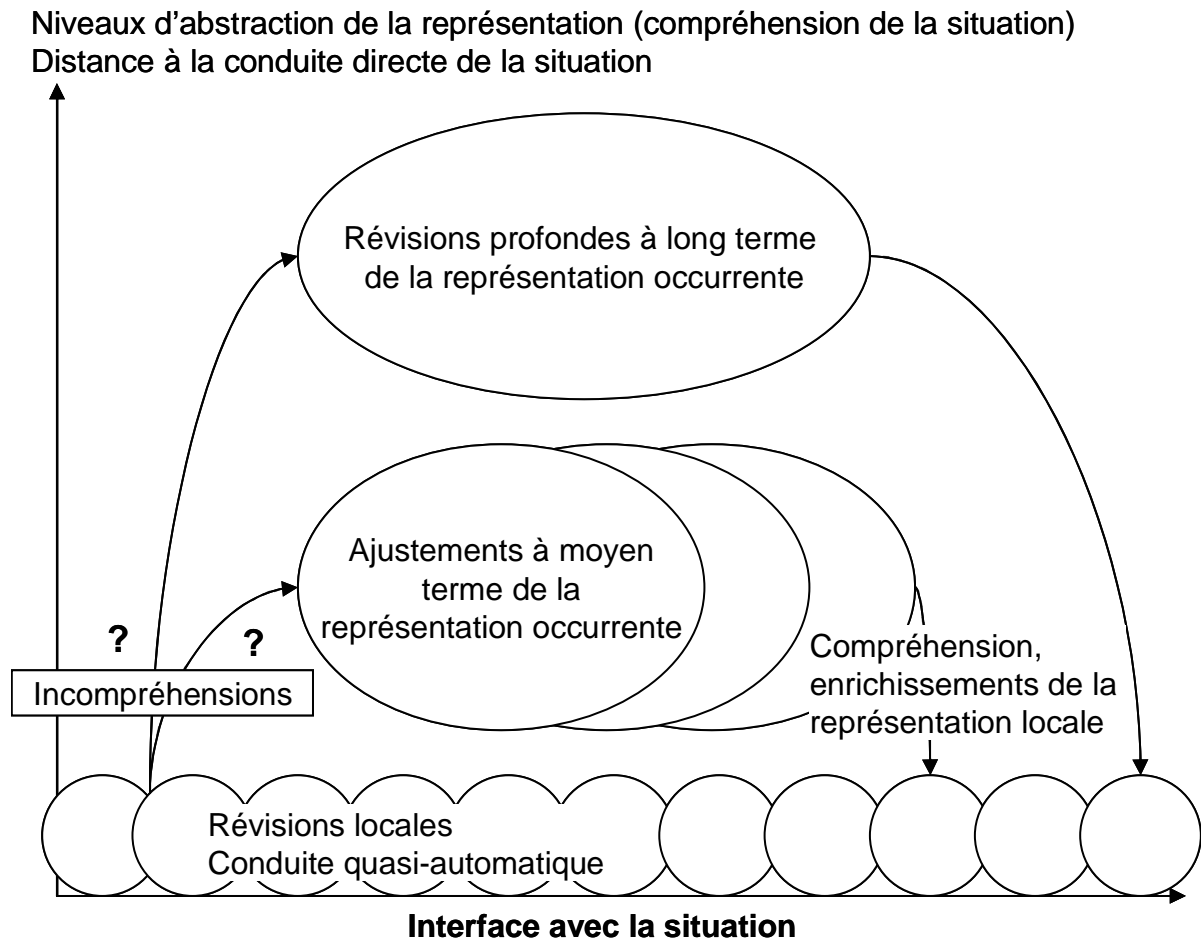 Niveaux d'abstraction de la représentation (compréhension de la situation)
Distance à la conduite directe de la situation
Révisions profondes à long terme
de la représentation occurrente
Ajustements à moyen
terme de la
représentation occurrente
? ?
Incompréhensions
Compréhension,
enrichissements de la
représentation locale
Révisions locales
Conduite quasi-automatique
Interface avec la situation